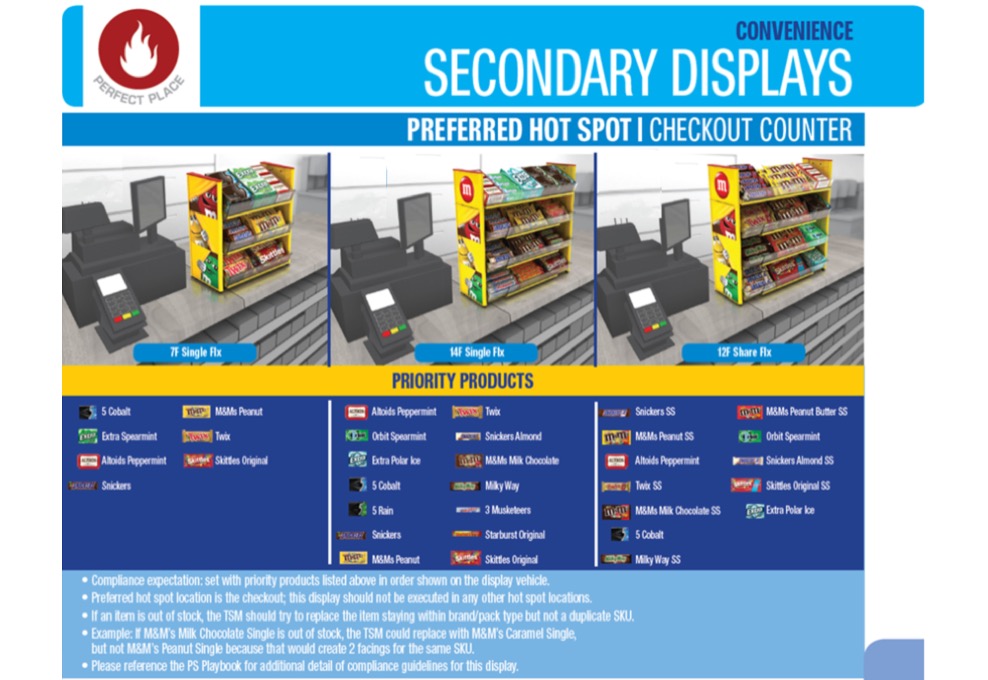 PERFECT PLACE
CONVENIENCE
SECONDARY DISPLAYS
PREFERRED HOT SPOT | CHECKOUT COUNTER
7F Single Flx
14F Single Flx
12F Share Flx
PRIORITY PRODUCTS
5 Cobalt
Extra Spearmint
Altoids Peppermint
Snickers
M&Ms Peanut
Twix
Skittles Original
Altoids Peppermint
Orbit Spearmint
Extra Polar Ice
5 Cobalt
5 Rain
Snickers
M&Ms Peanut
Twix
Snickers Almond
M&Ms Milk Chocolate
Milky Way
3 Musketeers
Starburst Original
Skittles Original
Snickers SS
M&Ms Peanut SS
Altoids Peppermint
Twix SS
M&Ms Milk Chocolate SS
5 Cobalt
Milky Way SS
M&Ms Peanut Butter SS
Orbit Spearmint
Snickers Almond SS
Skittles Original SS
Extra Polar Ice
• Compliance expectation: set with priority products listed above in order shown on the display vehicle.
• Preferred hot spot location is the checkout; this display should not be executed in any other hot spot locations.
• If an item is out of stock, the TSM should try to replace the item staying within brand/pack type but not a duplicate SKU.
• Example: If M&M's Milk Chocolate Single is out of stock, the TSM could replace with M&M's Caramel Single,
but not M&M's Peanut Single because that would create 2 facings for the same SKU.
• Please reference the PS Playbook for additional detail of compliance guidelines for this display.